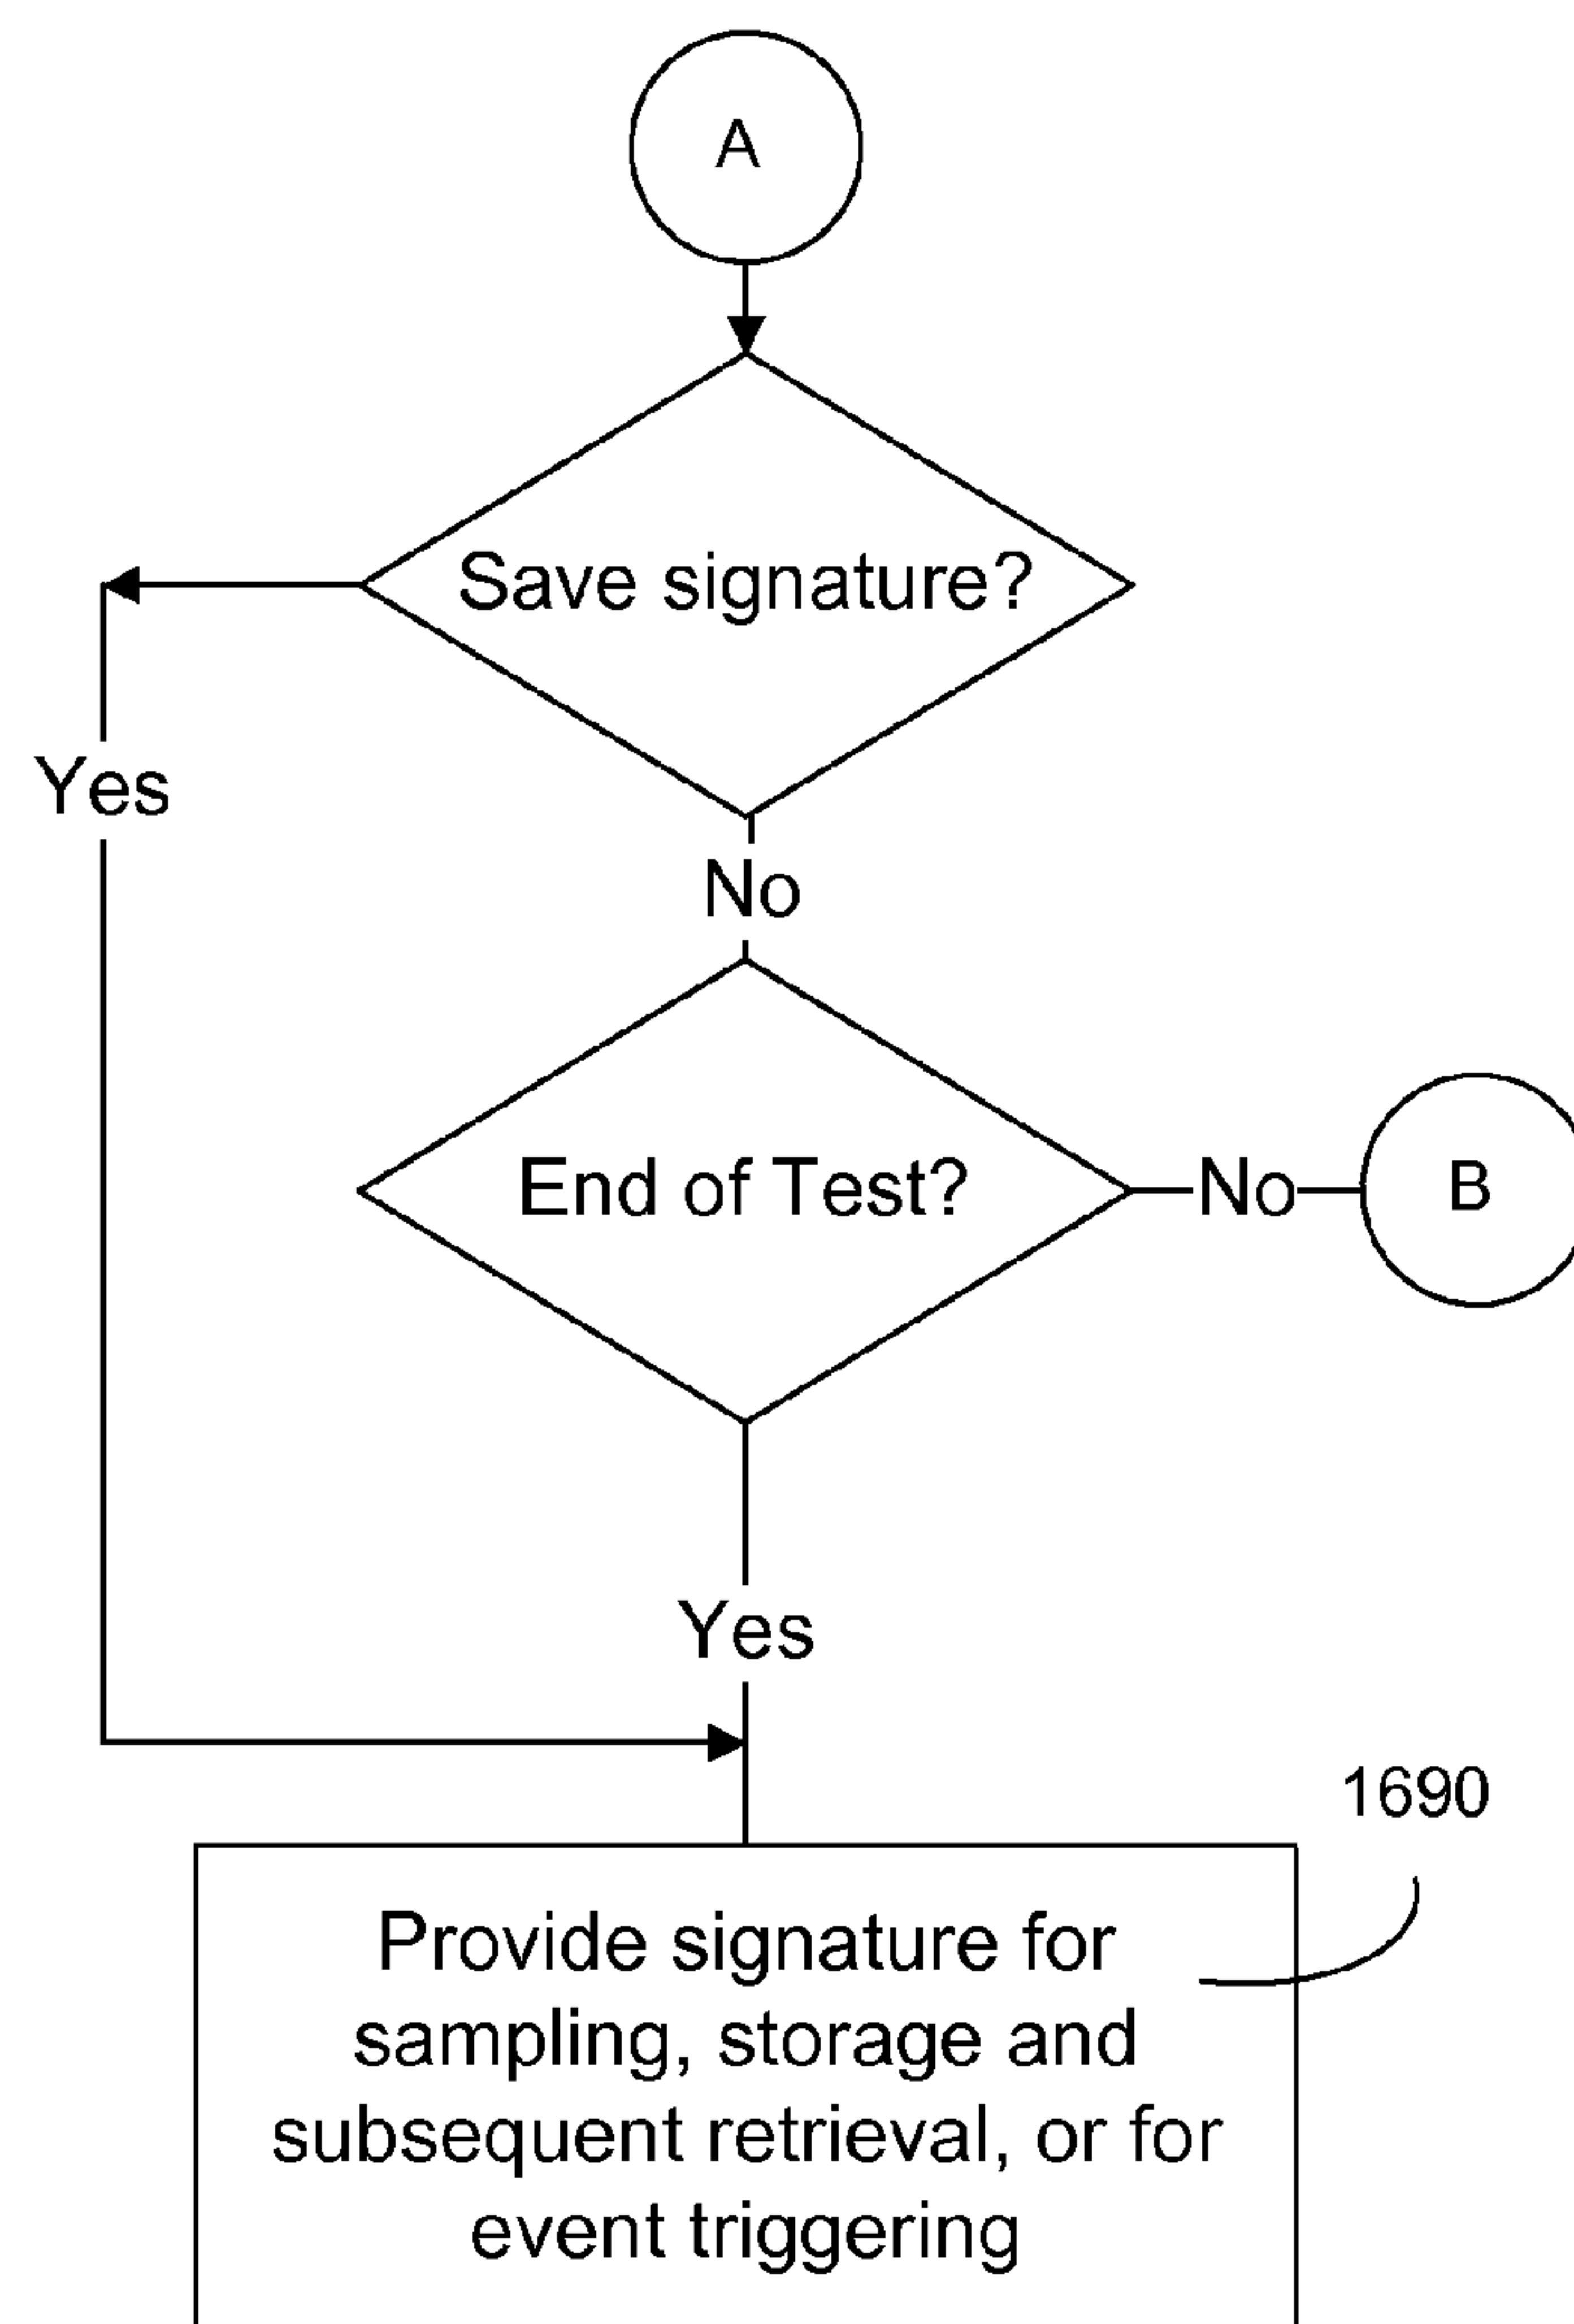 A
Save signature?
Yes
No
End of Test?
No
B
Yes
1690
Provide signature for
sampling, storage and
subsequent retrieval, or for
event triggering